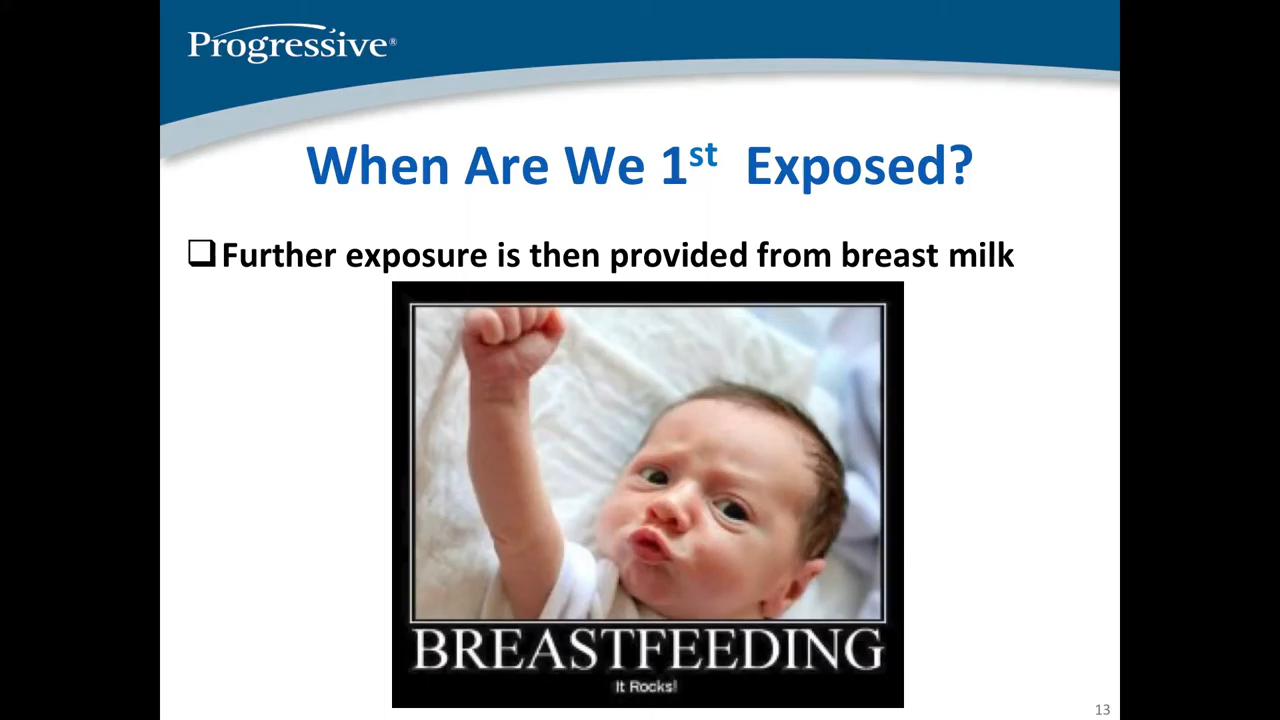 Progressive®
When Are We 1st Exposed?
❑Further exposure is then provided from breast milk
BREASTFEEDING
It Rocks!
13